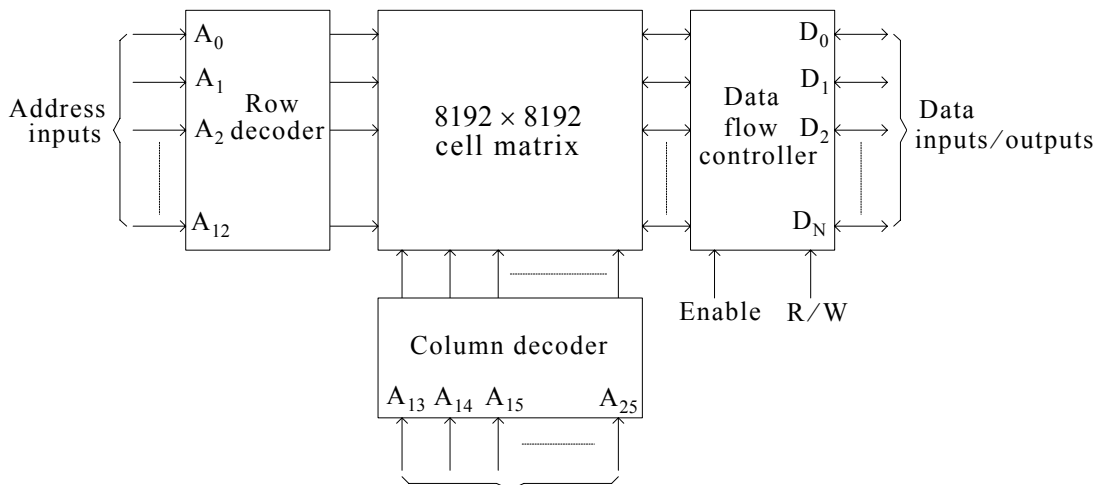 Address
inputs
A₀
A₁
A₂
A₁₂
Row
decoder
8192 × 8192
cell matrix
Data
flow
controller
D₀
D₁
D₂
D_N
Data
inputs/outputs
Enable
R/W
Column decoder
A₁₃ A₁₄ A₁₅ A₂₅